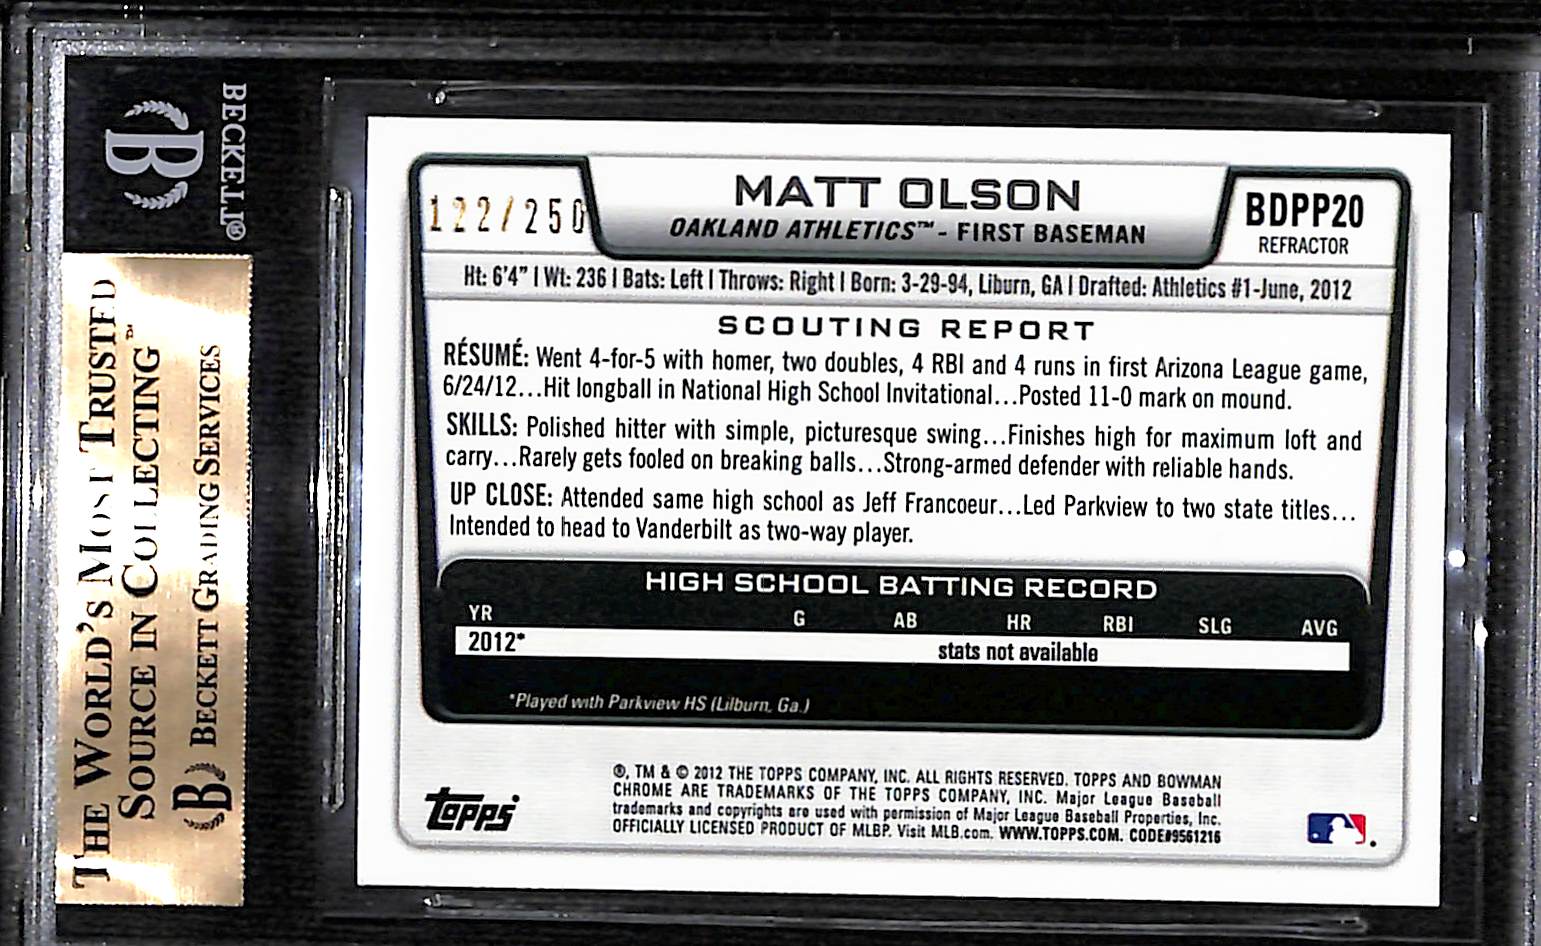 BECKETT®
B
THE WORLD'S MOST TRUSTED
SOURCE IN COLLECTING™
B BECKETT GRADING SERVICES
122/250
MATT OLSON
OAKLAND ATHLETICS™ - FIRST BASEMAN
BDPP20
REFRACTOR
Ht: 6'4" | Wt: 236 | Bats: Left | Throws: Right | Born: 3-29-94, Liburn, GA | Drafted: Athletics #1-June, 2012
SCOUTING REPORT
RÉSUMÉ: Went 4-for-5 with homer, two doubles, 4 RBI and 4 runs in first Arizona League game,
6/24/12...Hit longball in National High School Invitational...Posted 11-0 mark on mound.
SKILLS: Polished hitter with simple, picturesque swing...Finishes high for maximum loft and
carry...Rarely gets fooled on breaking balls...Strong-armed defender with reliable hands.
UP CLOSE: Attended same high school as Jeff Francoeur...Led Parkview to two state titles...
Intended to head to Vanderbilt as two-way player.
HIGH SCHOOL BATTING RECORD
YR G AB HR RBI SLG AVG
2012* stats not available
*Played with Parkview HS (Lilburn, Ga.)
topps
®, TM & © 2012 THE TOPPS COMPANY, INC. ALL RIGHTS RESERVED. TOPPS AND BOWMAN
CHROME ARE TRADEMARKS OF THE TOPPS COMPANY, INC. Major League Baseball
trademarks and copyrights are used with permission of Major League Baseball Properties, Inc.
OFFICIALLY LICENSED PRODUCT OF MLBP. Visit MLB.com. WWW.TOPPS.COM. CODE#9561216